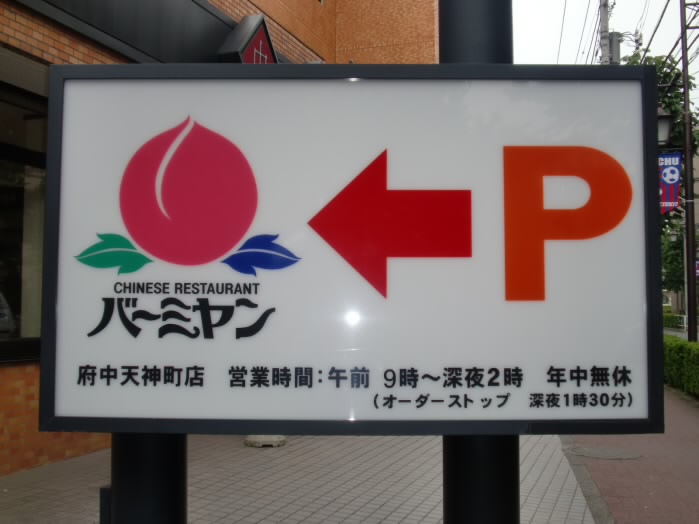 P
CHINESE RESTAURANT
バーミヤン
府中天神町店 営業時間：午前 9時～深夜2時 年中無休
（オーダーストップ 深夜1時30分）
CHU